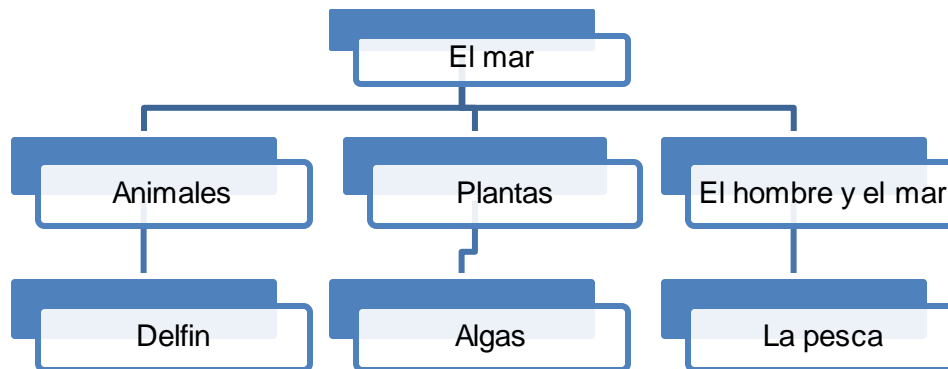 El mar
Animales
Plantas
El hombre y el mar
Delfin
Algas
La pesca